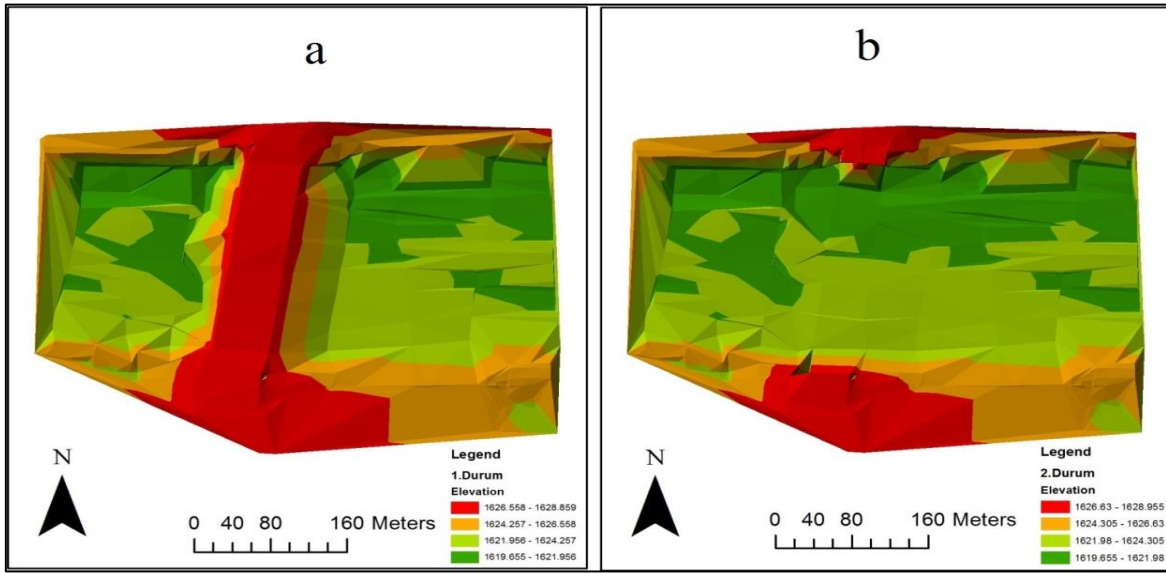 a
N
0 40 80 160 Meters
Legend
1.Durum
Elevation
1626.558 - 1628.859
1624.257 - 1626.558
1621.956 - 1624.257
1619.655 - 1621.956
b
N
0 40 80 160 Meters
Legend
2.Durum
Elevation
1626.63 - 1628.955
1624.305 - 1626.63
1621.98 - 1624.305
1619.655 - 1621.98